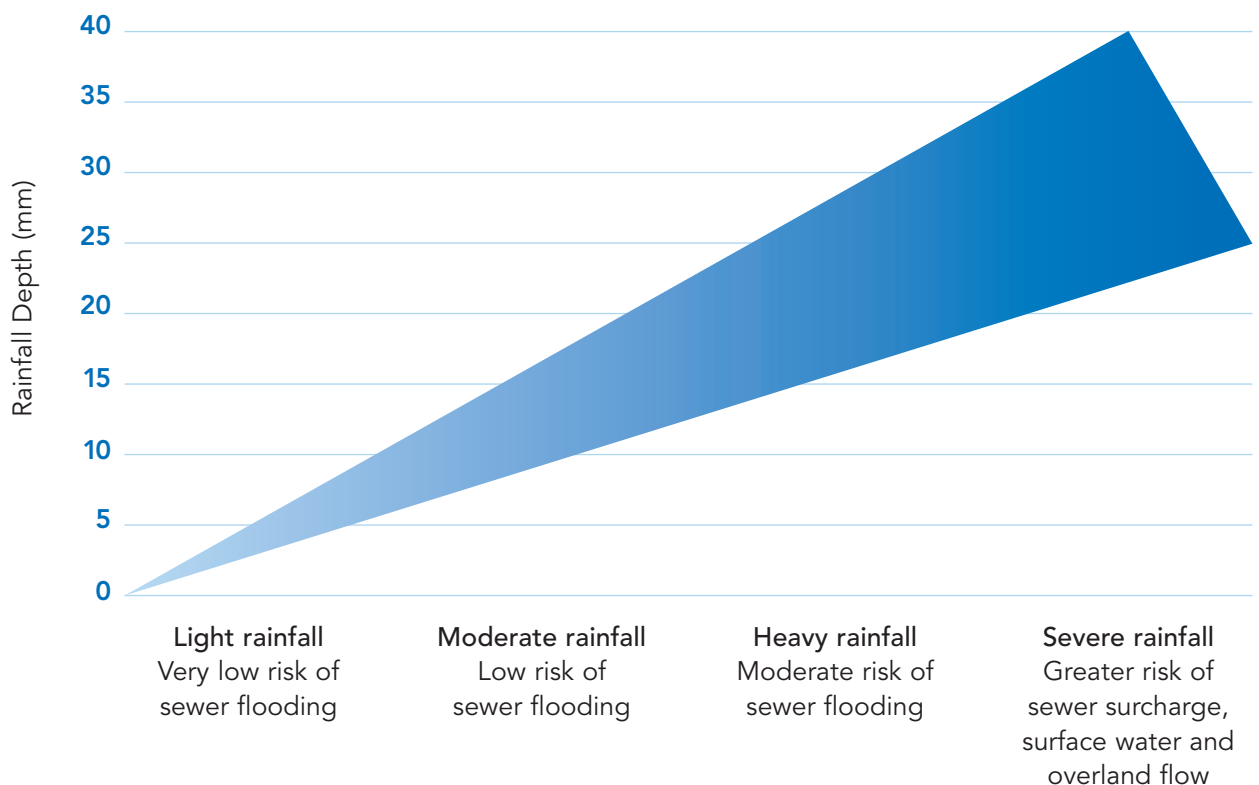 40
35
30
25
20
15
10
5
0
Rainfall Depth (mm)
Light rainfall
Very low risk of
sewer flooding
Moderate rainfall
Low risk of
sewer flooding
Heavy rainfall
Moderate risk of
sewer flooding
Severe rainfall
Greater risk of
sewer surcharge,
surface water and
overland flow